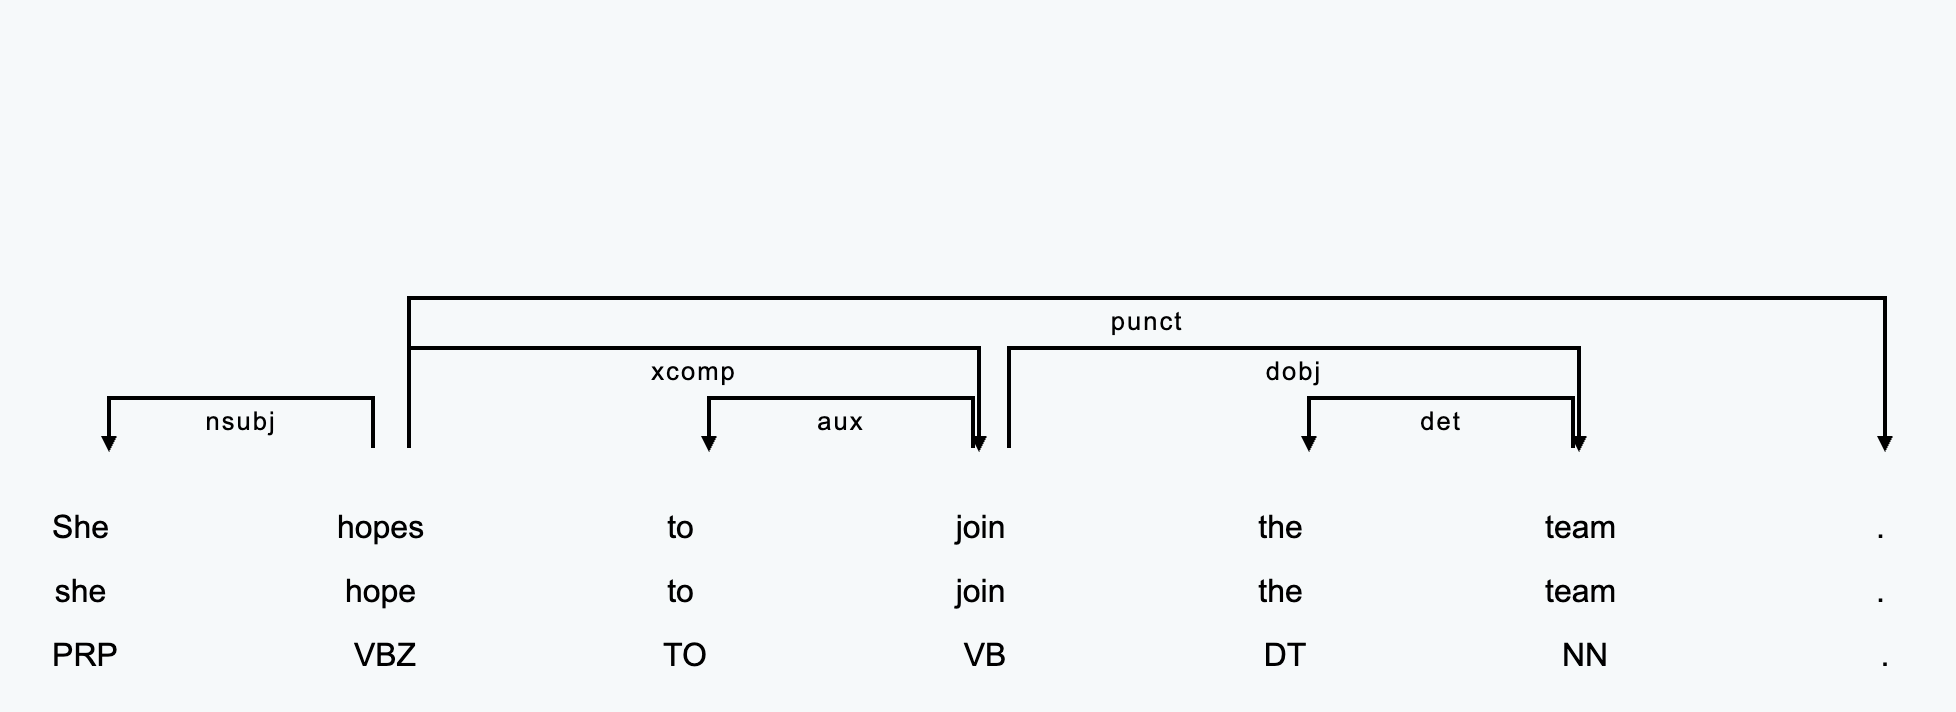 punct
xcomp dobj
nsubj aux det
She hopes to join the team .
she hope to join the team .
PRP VBZ TO VB DT NN .